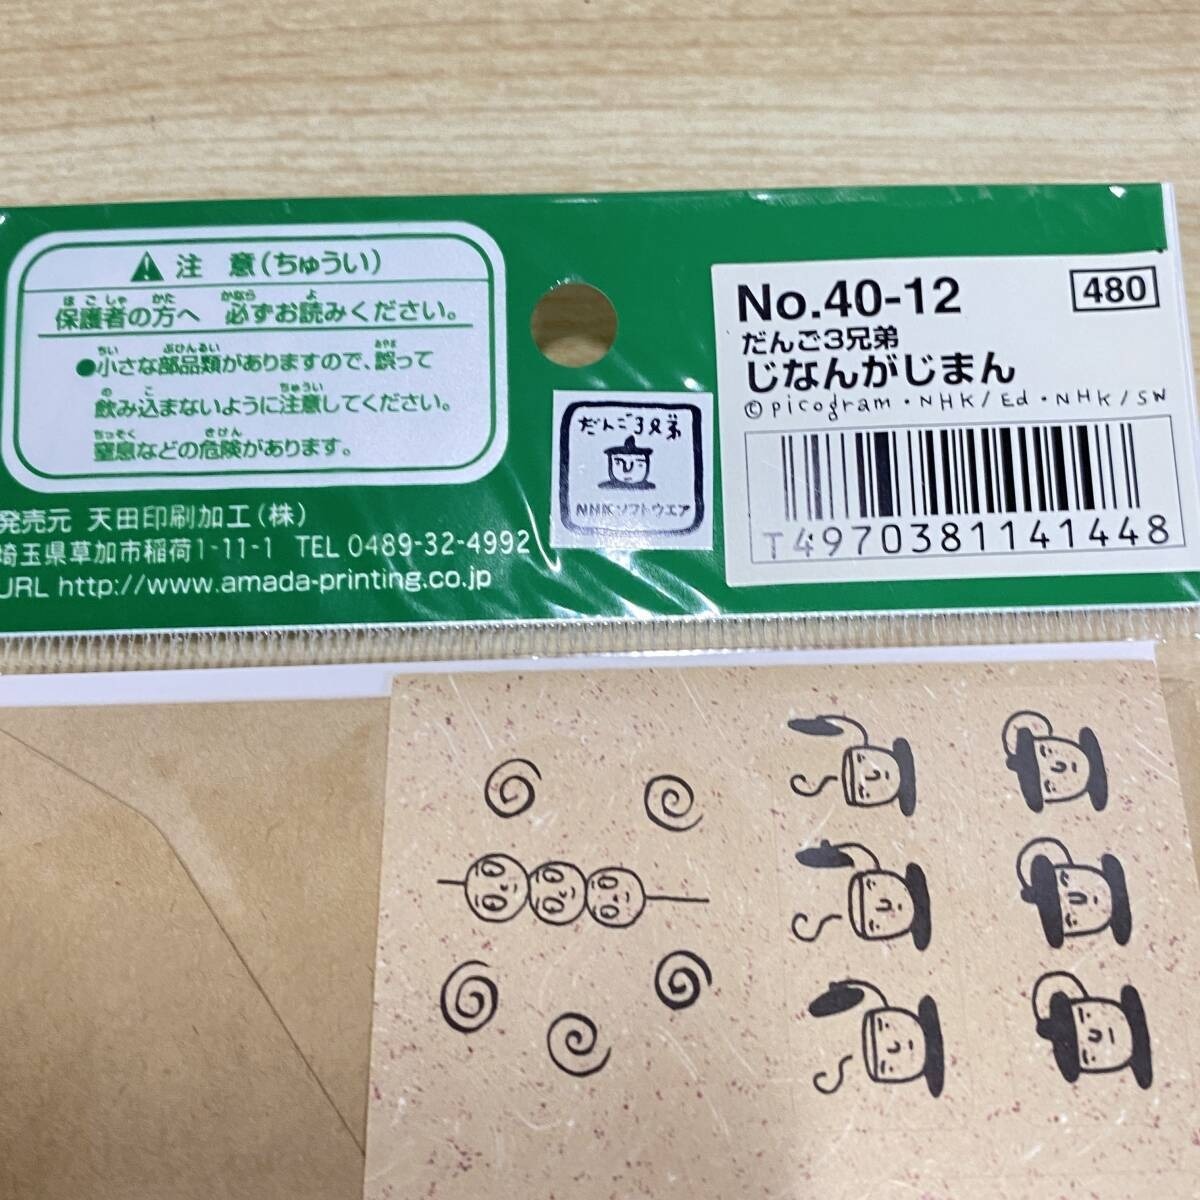 注 意(ちゅうい)
保護者の方へ 必ずお読みください。
●小さな部品類がありますので、誤って
飲み込まないように注意してください。
窒息などの危険があります。
発売元 天田印刷加工(株)
埼玉県草加市稲荷1-11-1 TEL 0489-32-4992
URL http://www.amada-printing.co.jp
だんご3兄弟
NHKソフトウエア
No.40-12
480
だんご3兄弟
じなんがじまん
©picogram・NHK/Ed・NHK/SW
T4970381141448